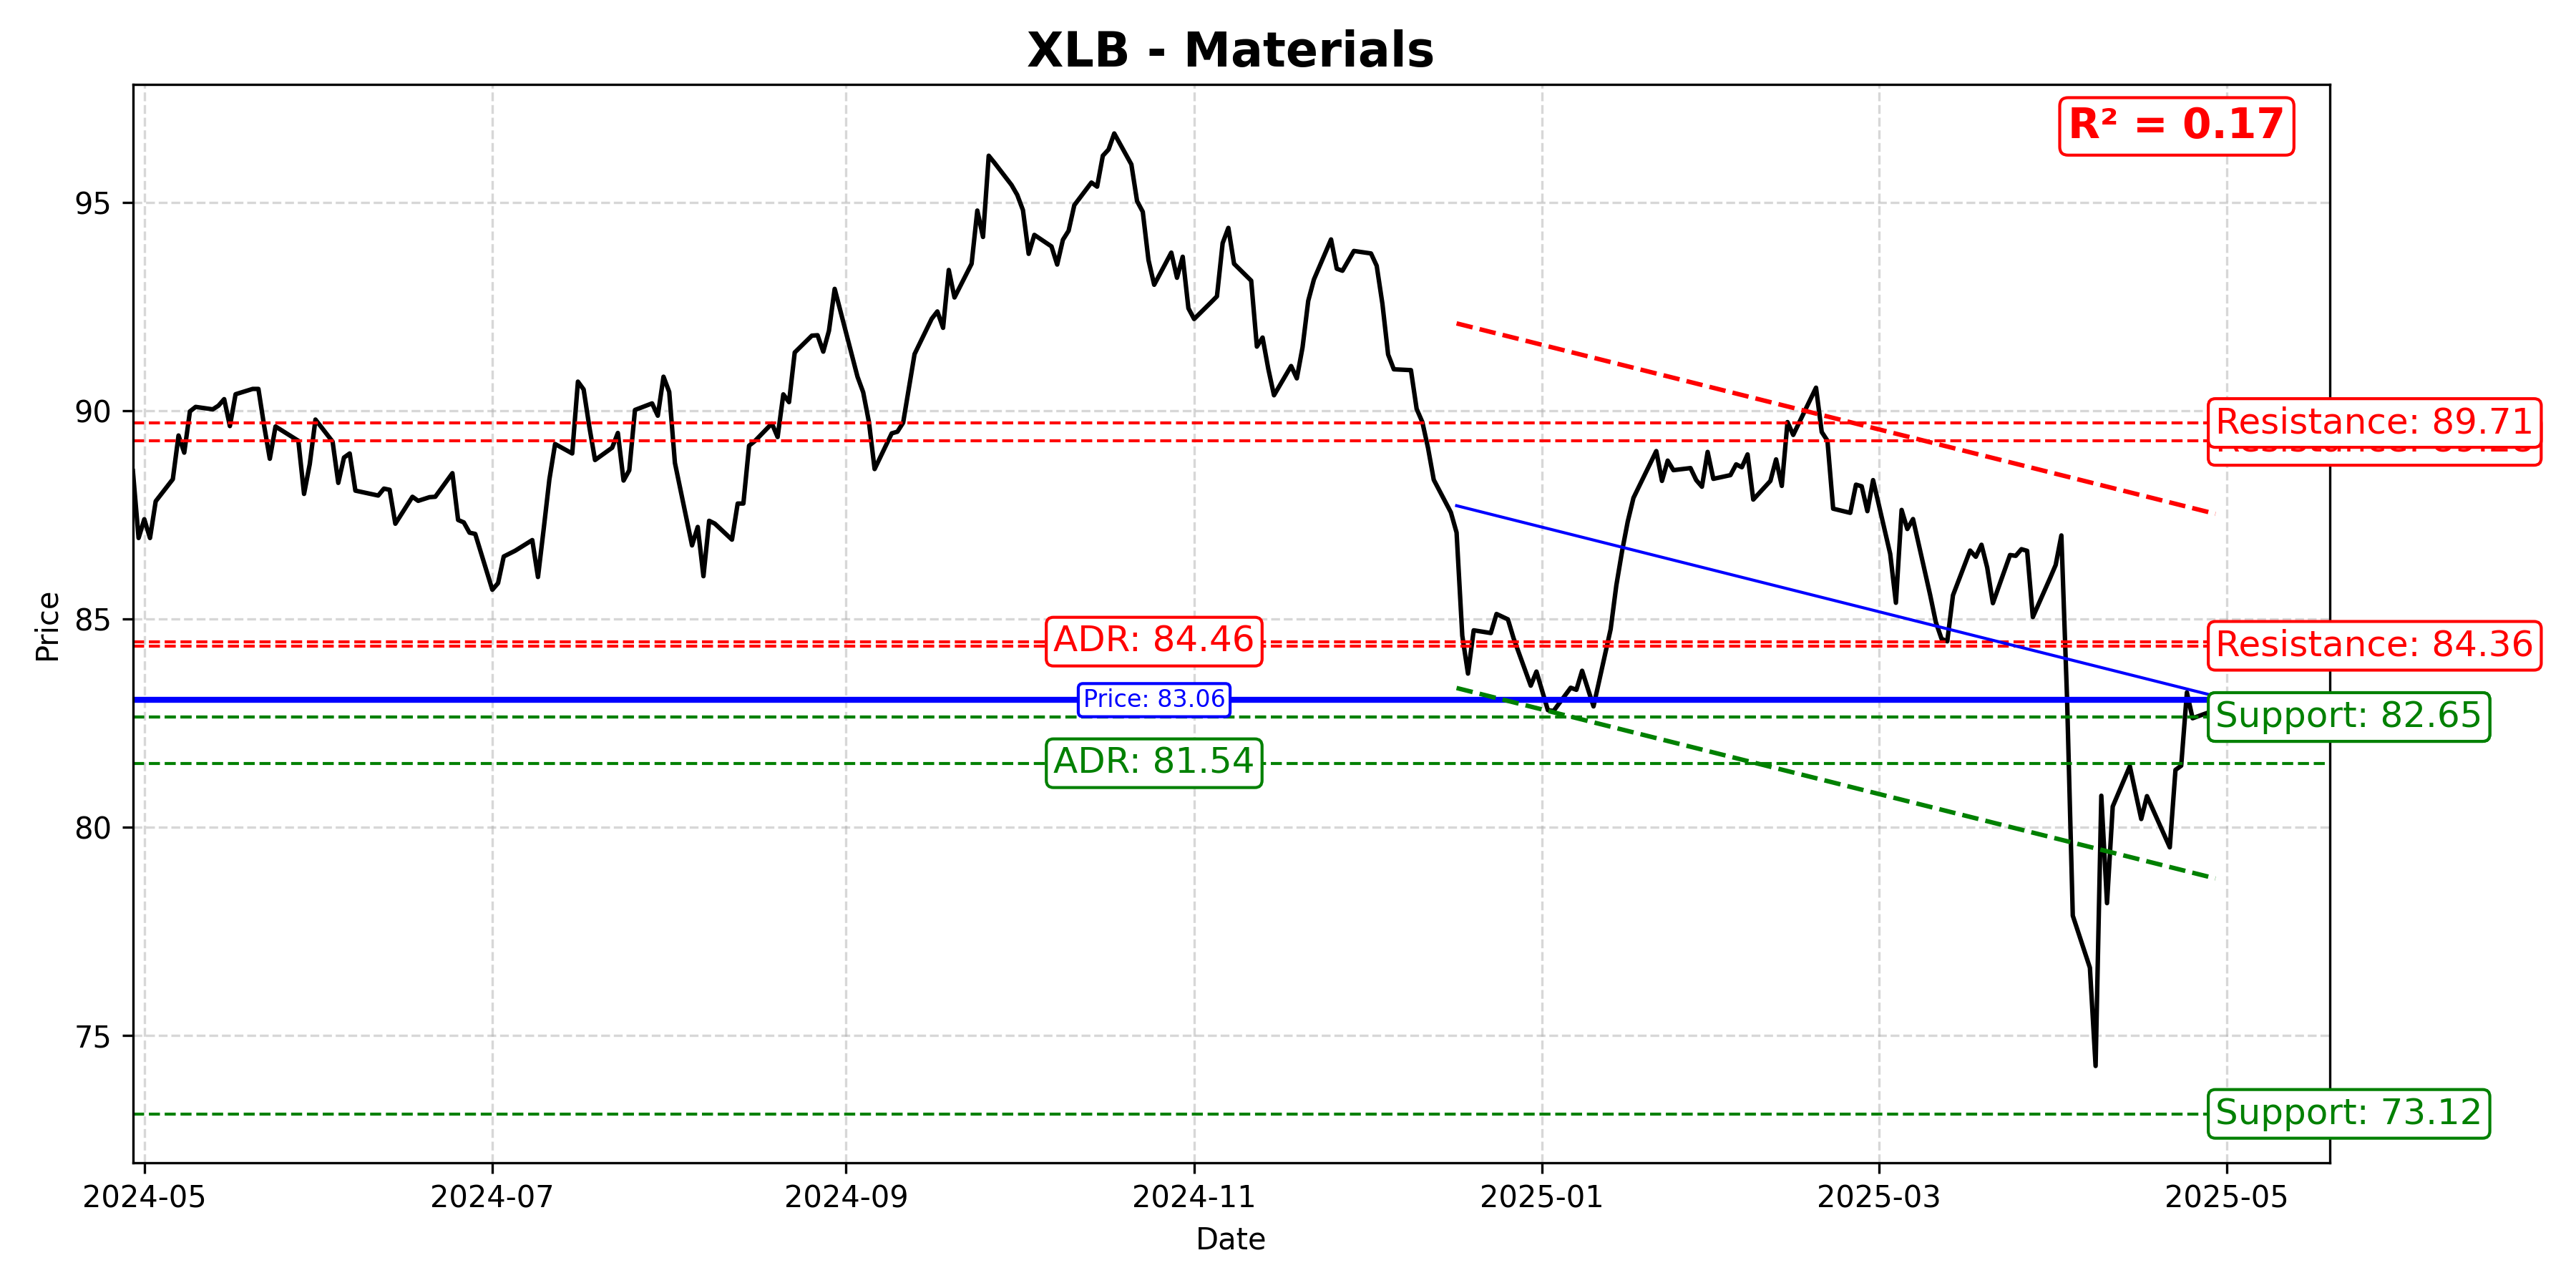 XLB - Materials
R² = 0.17
95
90
85
80
75
Price
Resistance: 89.71
ADR: 84.46
Resistance: 84.36
Price: 83.06
Support: 82.65
ADR: 81.54
Support: 73.12
2024-05
2024-07
2024-09
2024-11
2025-01
2025-03
2025-05
Date